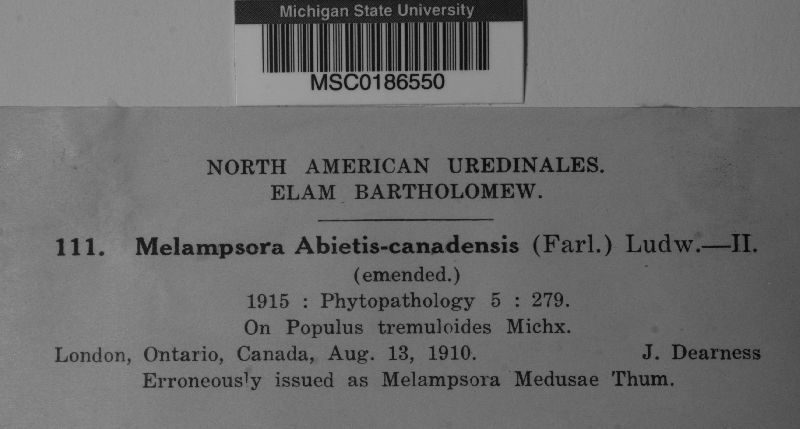 Michigan State University
MSC0186550
NORTH AMERICAN UREDINALES.
ELAM BARTHOLOMEW.
111. Melampsora Abietis-canadensis (Farl.) Ludw.—II.
(emended.)
1915 : Phytopathology 5 : 279.
On Populus tremuloides Michx.
London, Ontario, Canada, Aug. 13, 1910. J. Dearness
Erroneously issued as Melampsora Medusae Thum.